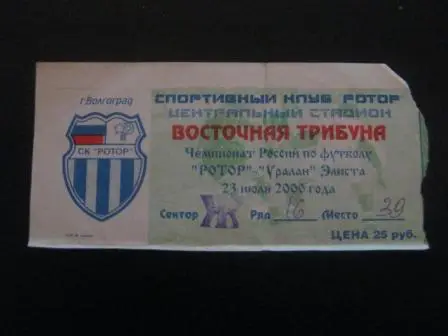 г. Волгоград
СК "РОТОР"
СПОРТИВНЫЙ КЛУБ РОТОР
ЦЕНТРАЛЬНЫЙ СТАДИОН
ВОСТОЧНАЯ ТРИБУНА
Чемпионат России по футболу
"РОТОР"-"Уралан" Элиста
23 июля 2000 года
Сектор Ряд 16 Место 29
ЦЕНА 25 руб.